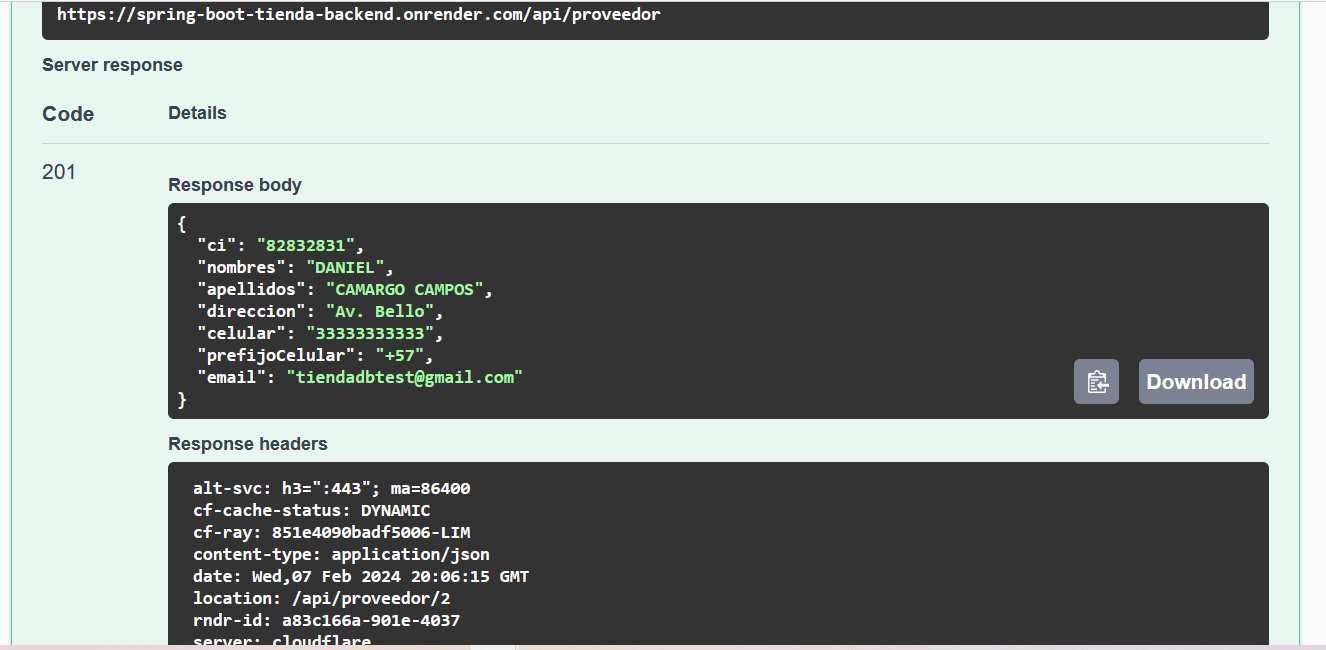 https://spring-boot-tienda-backend.onrender.com/api/proveedor
Server response
Code Details
201
Response body
{
"ci": "82832831",
"nombres": "DANIEL",
"apellidos": "CAMARGO CAMPOS",
"direccion": "Av. Bello",
"celular": "33333333333",
"prefijoCelular": "+57",
"email": "tiendadbtest@gmail.com"
}
Download
Response headers
alt-svc: h3=":443"; ma=86400
cf-cache-status: DYNAMIC
cf-ray: 851e4090badf5006-LIM
content-type: application/json
date: Wed,07 Feb 2024 20:06:15 GMT
location: /api/proveedor/2
rndr-id: a83c166a-901e-4037
server: cloudflare